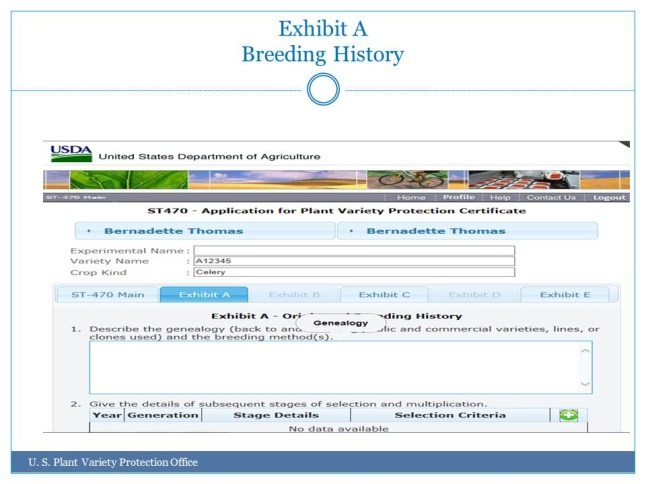 Exhibit A
Breeding History
USDA United States Department of Agriculture
ST-470 Main Home Profile Help Contact Us Logout
ST470 - Application for Plant Variety Protection Certificate
Bernadette Thomas Bernadette Thomas
Experimental Name :
Variety Name : A12345
Crop Kind : Celery
ST-470 Main Exhibit A Exhibit B Exhibit C Exhibit D Exhibit E
Exhibit A - Ori ding History
Genealogy
1. Describe the genealogy (back to and lic and commercial varieties, lines, or
clones used) and the breeding method(s).
2. Give the details of subsequent stages of selection and multiplication.
Year Generation Stage Details Selection Criteria
No data available
U. S. Plant Variety Protection Office